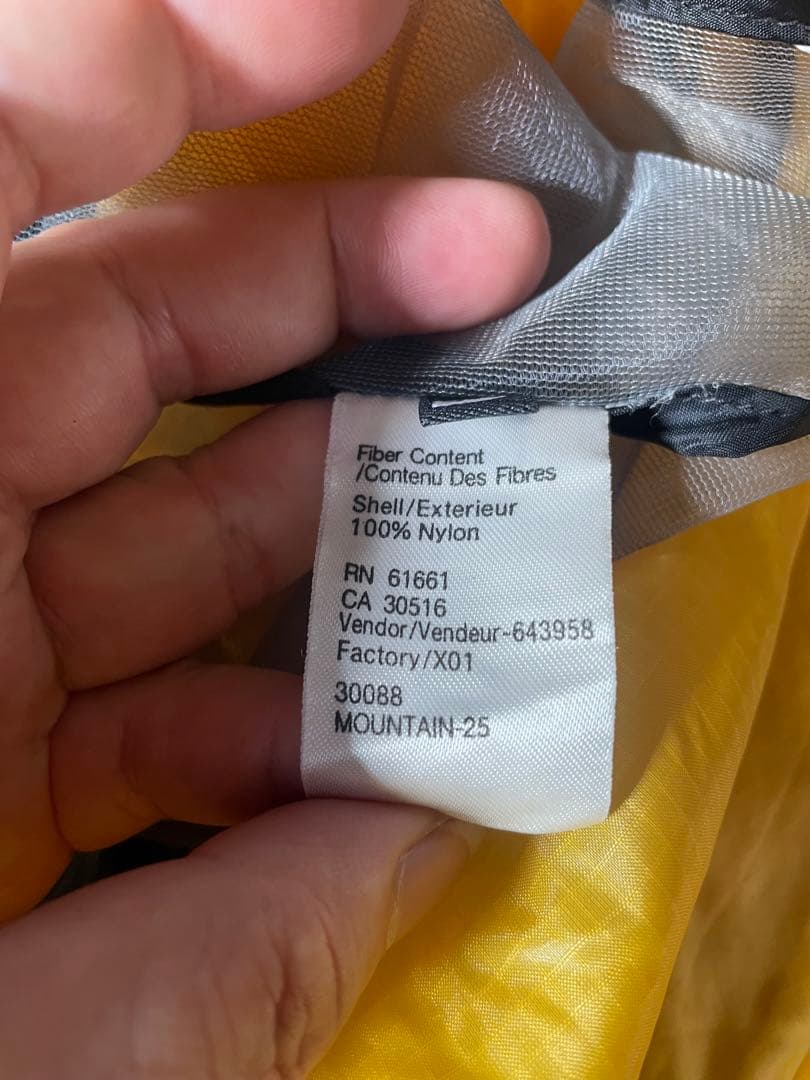 Fiber Content
/Contenu Des Fibres
Shell/Exterieur
100% Nylon
RN 61661
CA 30516
Vendor/Vendeur-643958
Factory/X01
30088
MOUNTAIN-25